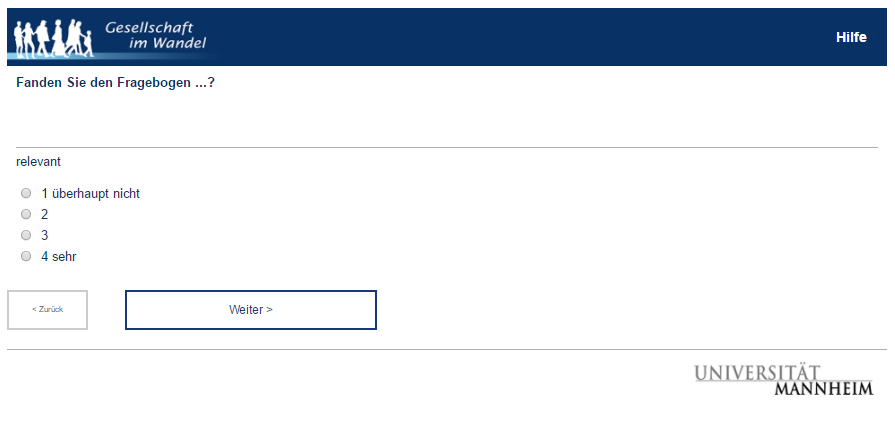 Gesellschaft
im Wandel
Hilfe
Fanden Sie den Fragebogen ...?
relevant
1 überhaupt nicht
2
3
4 sehr
< Zurück
Weiter >
UNIVERSITÄT
MANNHEIM